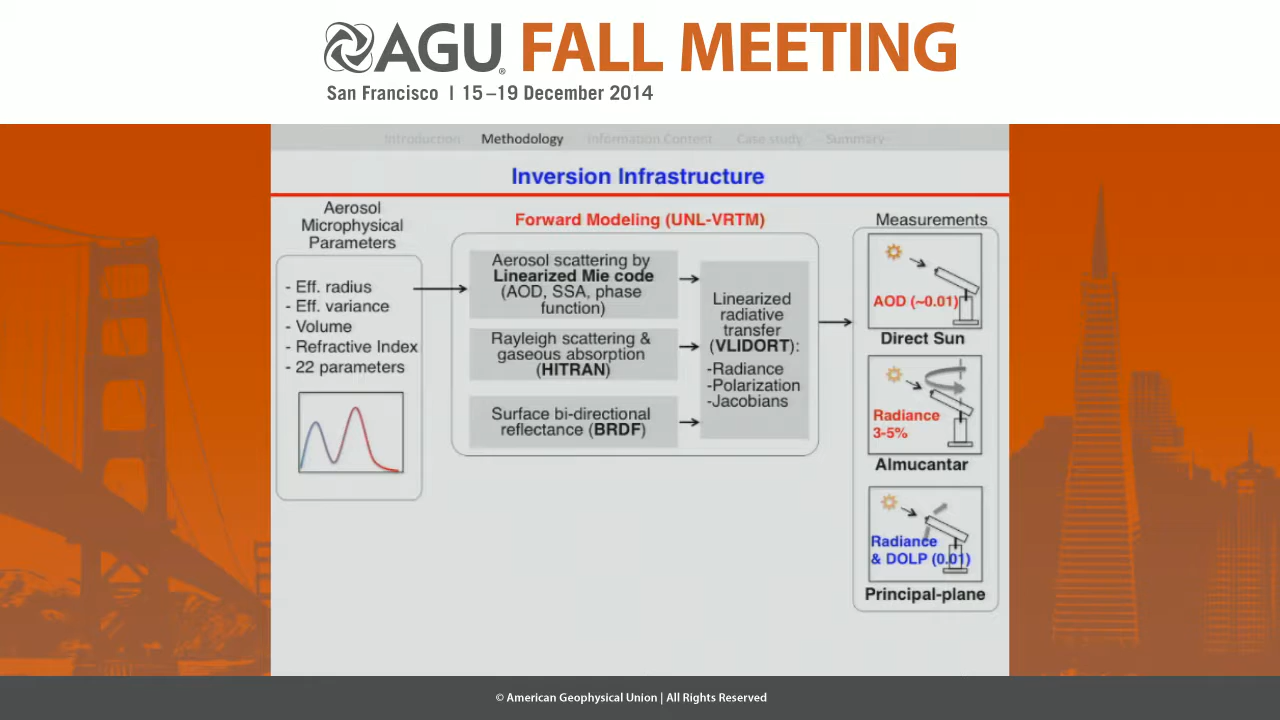 AGU FALL MEETING
San Francisco | 15–19 December 2014
Introduction Methodology Information Content Case study Summary
Inversion Infrastructure
Aerosol
Microphysical
Parameters
- Eff. radius
- Eff. variance
- Volume
- Refractive Index
- 22 parameters
Forward Modeling (UNL-VRTM)
Aerosol scattering by
Linearized Mie code
(AOD, SSA, phase
function)
Rayleigh scattering &
gaseous absorption
(HITRAN)
Surface bi-directional
reflectance (BRDF)
Linearized
radiative
transfer
(VLIDORT):
-Radiance
-Polarization
-Jacobians
Measurements
AOD (~0.01)
Direct Sun
Radiance
3-5%
Almucantar
Radiance
& DOLP (0.01)
Principal-plane
© American Geophysical Union | All Rights Reserved